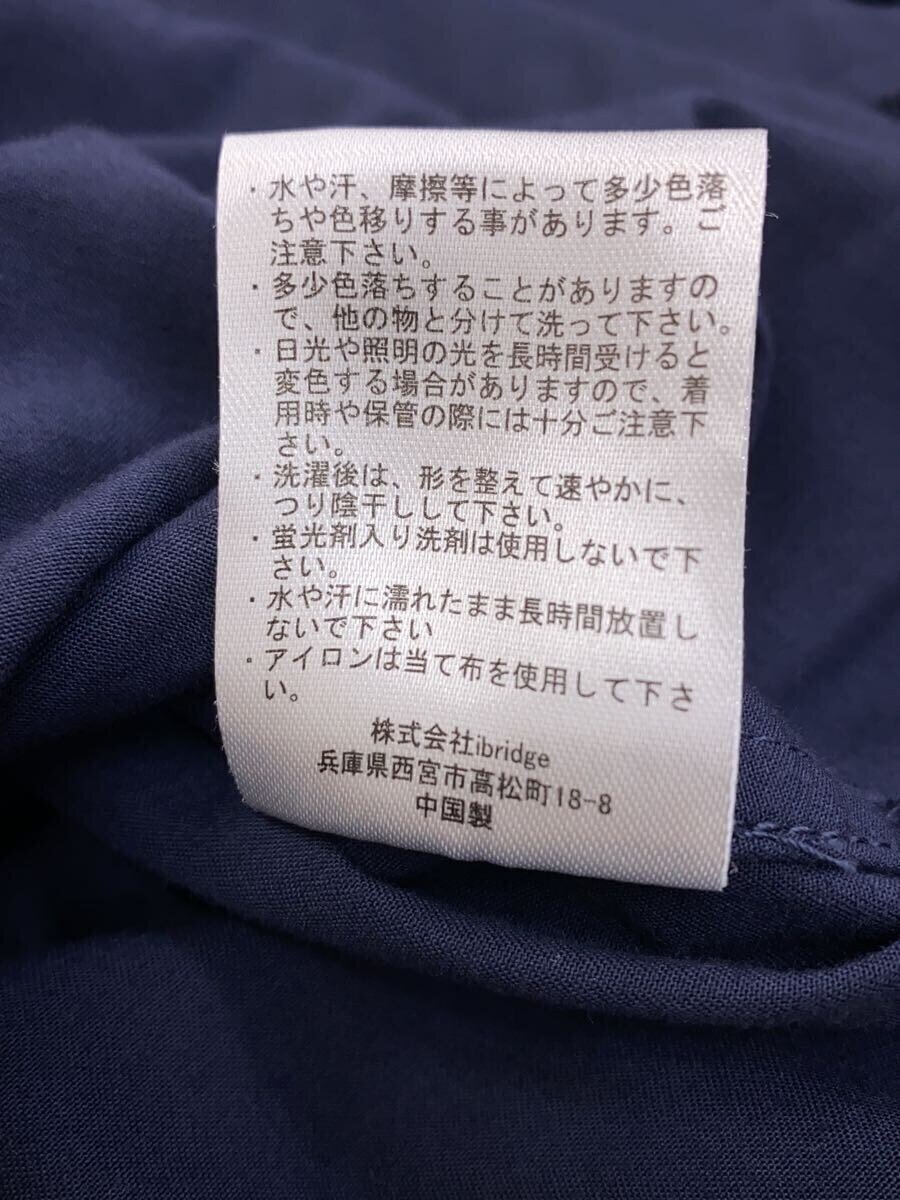 ・水や汗、摩擦等によって多少色落
ちや色移りする事があります。ご
注意下さい。
・多少色落ちすることがありますの
で、他の物と分けて洗って下さい。
・日光や照明の光を長時間受けると
変色する場合がありますので、着
用時や保管の際には十分ご注意下
さい。
・洗濯後は、形を整えて速やかに、
つり陰干しして下さい。
・蛍光剤入り洗剤は使用しないで下
さい。
・水や汗に濡れたまま長時間放置し
ないで下さい
・アイロンは当て布を使用して下さ
い。
株式会社ibridge
兵庫県西宮市高松町18-8
中国製